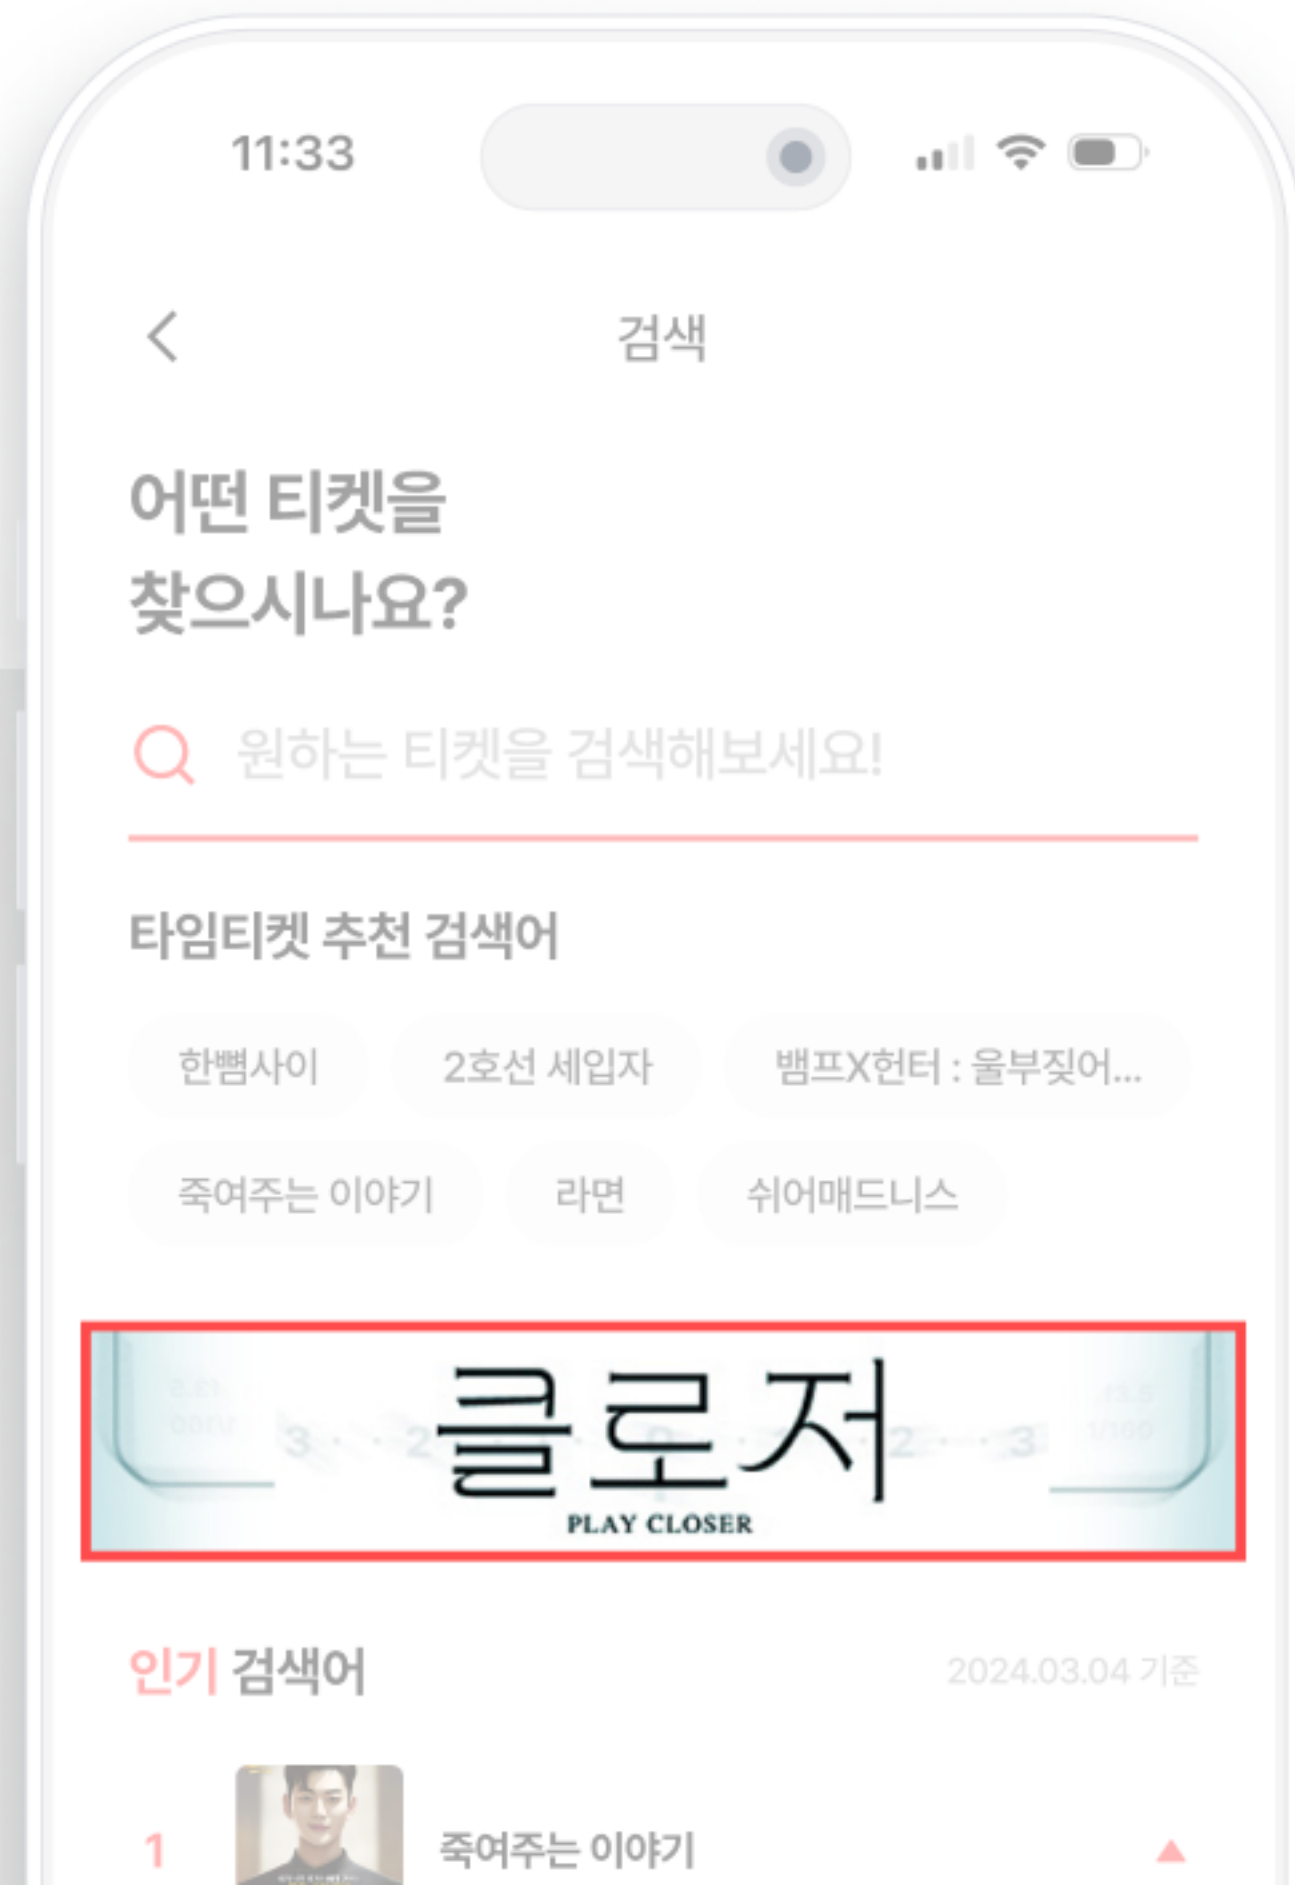 11:33
검색
어떤 티켓을
찾으시나요?
원하는 티켓을 검색해보세요!
타임티켓 추천 검색어
한뼘사이
2호선 세입자
뱀프X헌터 : 울부짖어...
죽여주는 이야기
라면
쉬어매드니스
클로저
PLAY CLOSER
인기 검색어
2024.03.04 기준
1
죽여주는 이야기